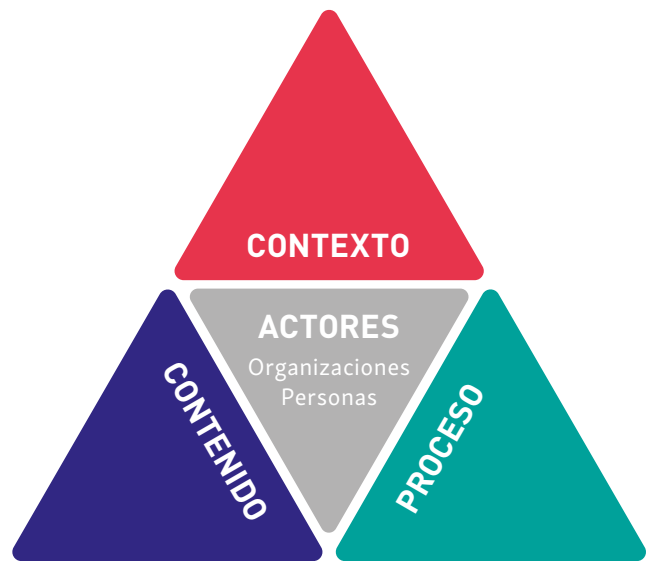 CONTEXTO
ACTORES
Organizaciones
Personas
CONTENIDO
PROCESO